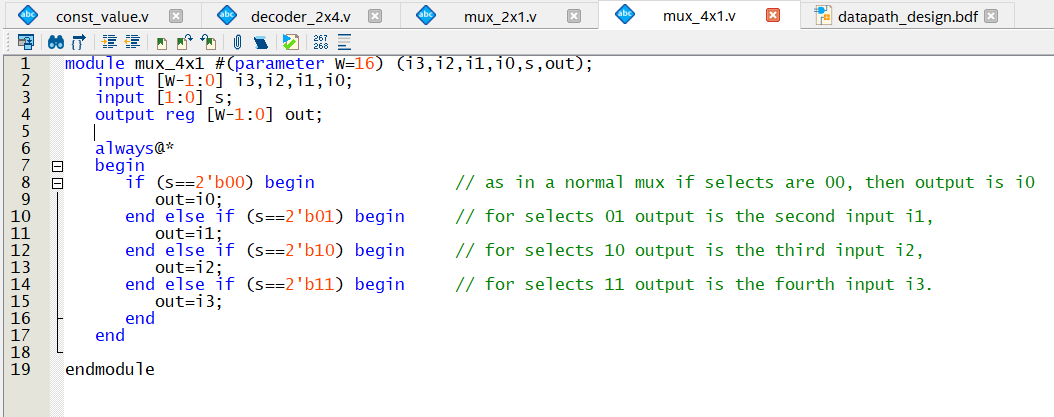 abc const_value.v abc decoder_2x4.v abc mux_2x1.v abc mux_4x1.v datapath_design.bdf
267
268
1 module mux_4x1 #(parameter W=16) (i3,i2,i1,i0,s,out);
2 input [W-1:0] i3,i2,i1,i0;
3 input [1:0] s;
4 output reg [W-1:0] out;
5
6 always@*
7 begin
8 if (s==2'b00) begin // as in a normal mux if selects are 00, then output is i0
9 out=i0;
10 end else if (s==2'b01) begin // for selects 01 output is the second input i1,
11 out=i1;
12 end else if (s==2'b10) begin // for selects 10 output is the third input i2,
13 out=i2;
14 end else if (s==2'b11) begin // for selects 11 output is the fourth input i3.
15 out=i3;
16 end
17 end
18
19 endmodule